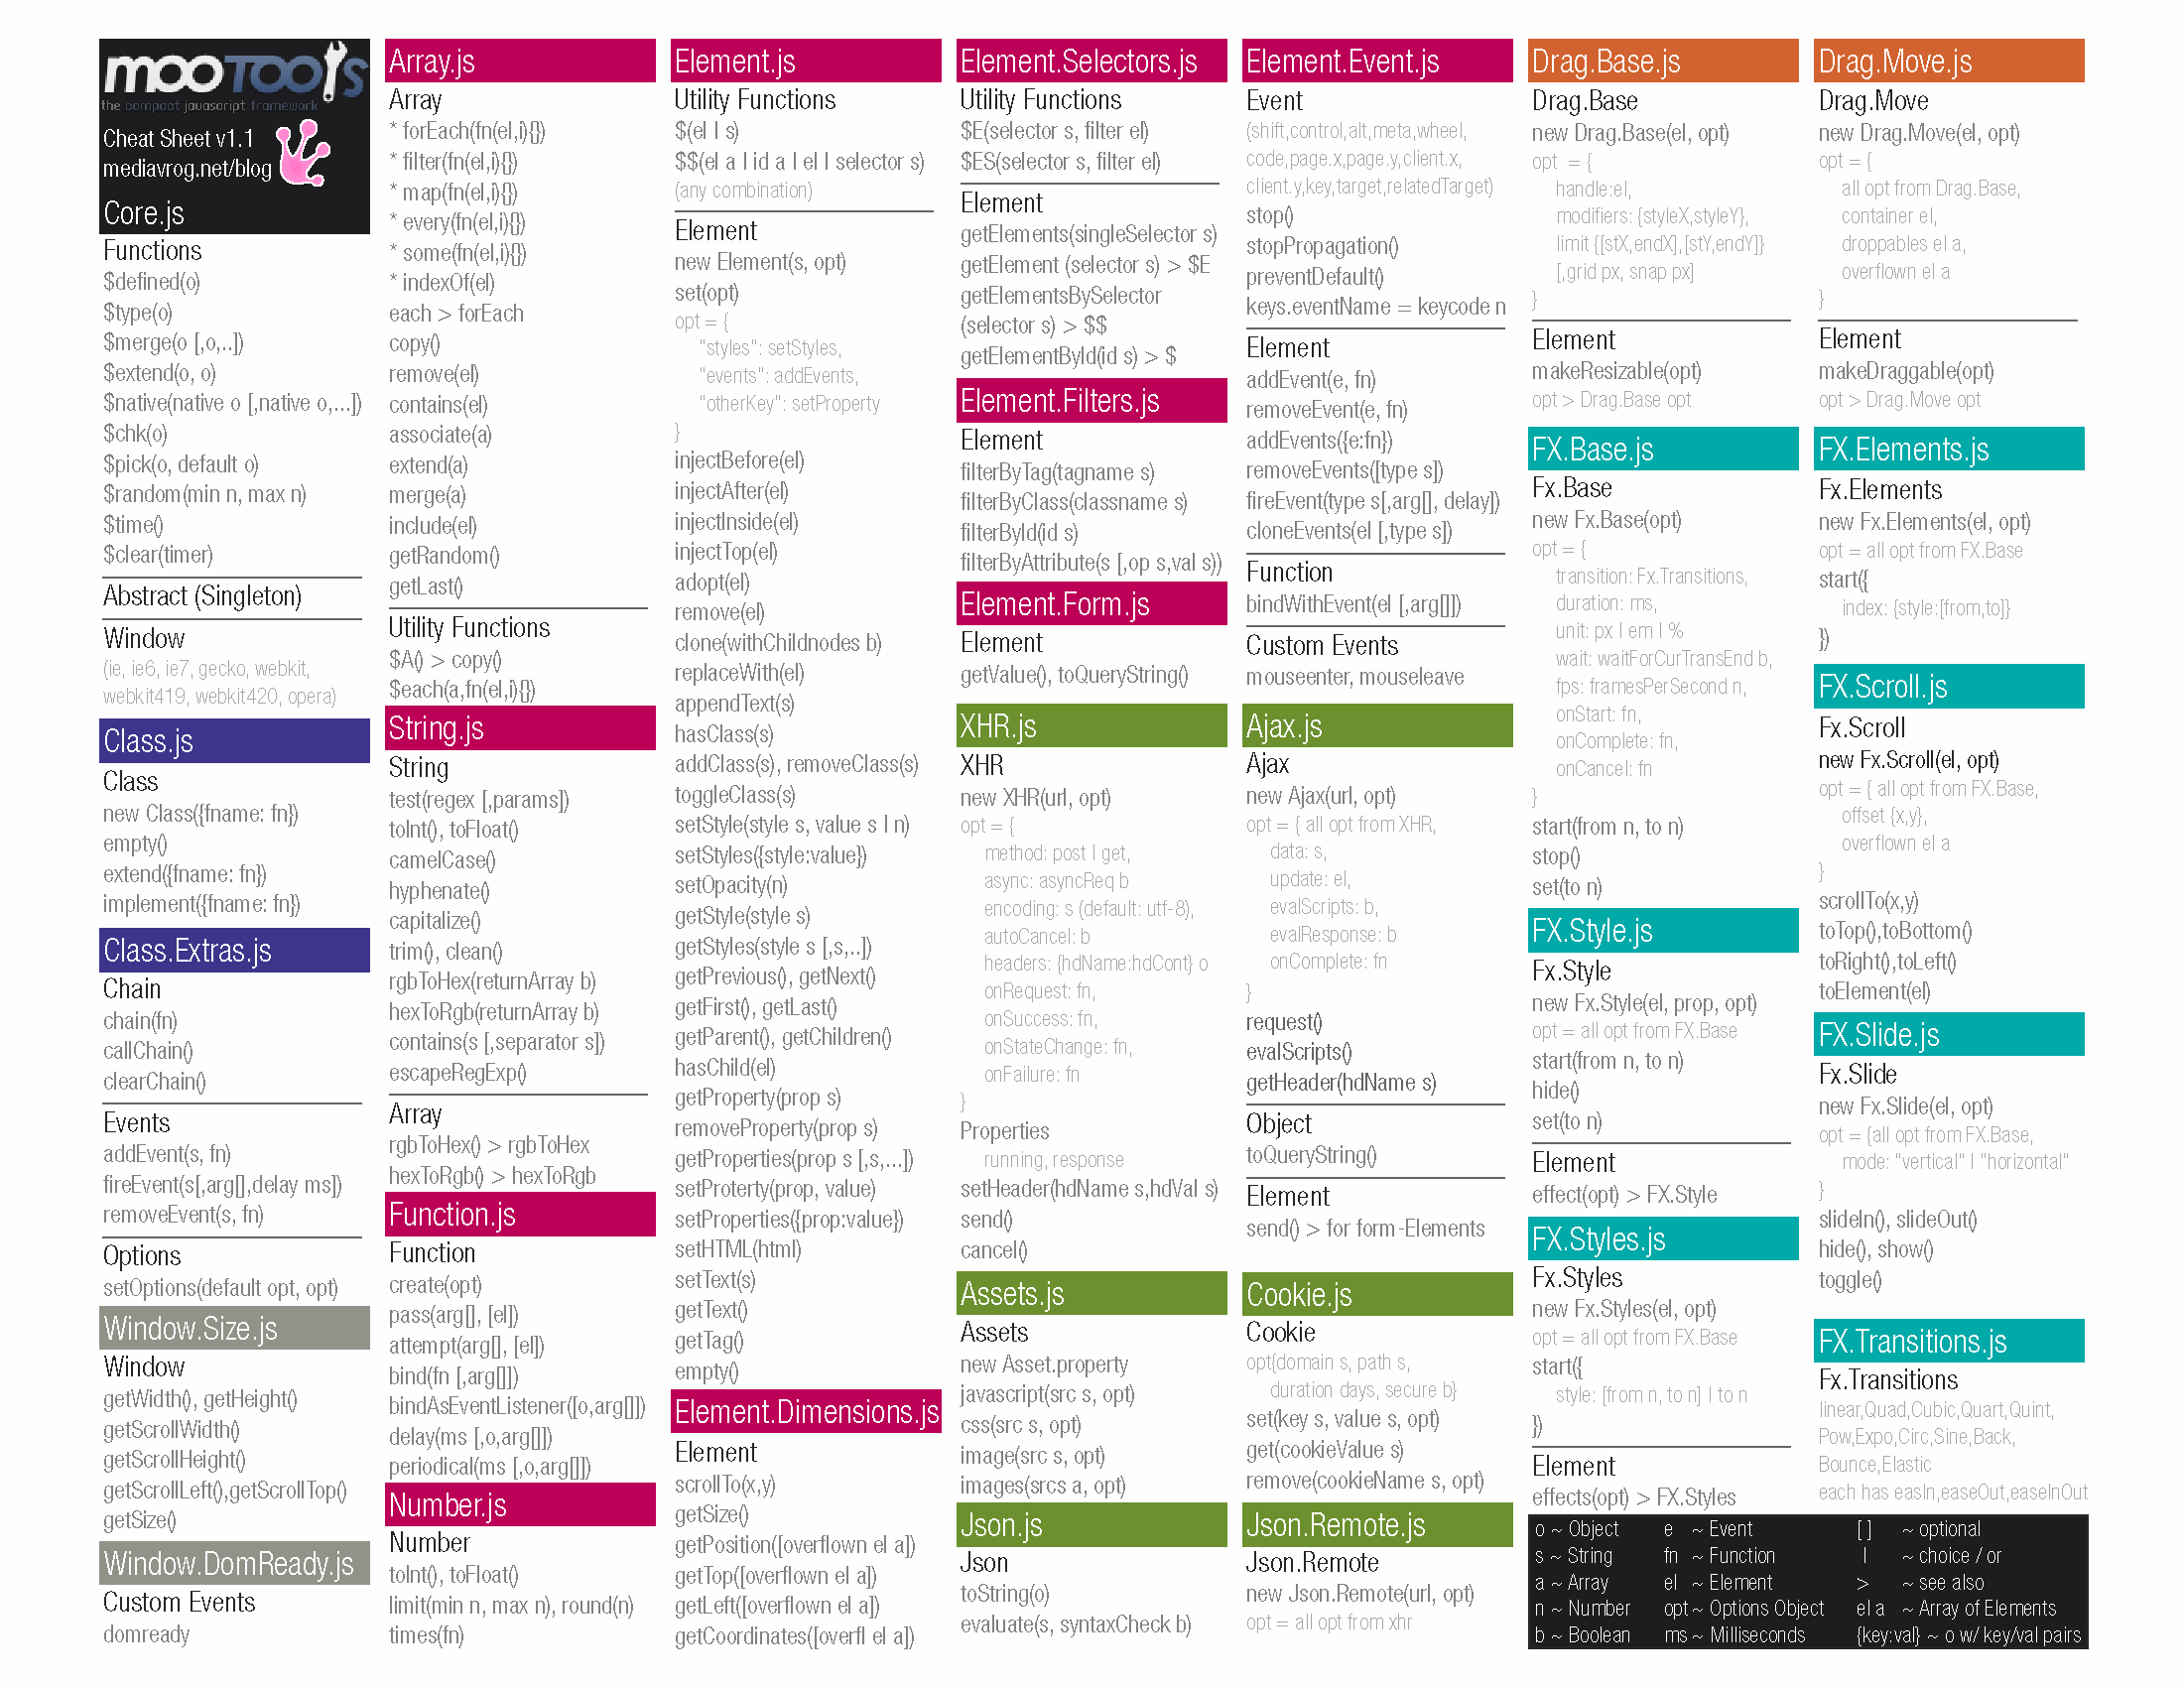 mooTools
the compact javascript framework
Cheat Sheet v1.1
mediavrog.net/blog
Core.js
Functions
$defined(o)
$type(o)
$merge(o [,o,..])
$extend(o, o)
$native(native o [,native o,...])
$chk(o)
$pick(o, default o)
$random(min n, max n)
$time()
$clear(timer)
Abstract (Singleton)
Window
(ie, ie6, ie7, gecko, webkit,
webkit419, webkit420, opera)
Class.js
Class
new Class({fname: fn})
empty()
extend({fname: fn})
implement({fname: fn})
Class.Extras.js
Chain
chain(fn)
callChain()
clearChain()
Events
addEvent(s, fn)
fireEvent(s[,arg[],delay ms])
removeEvent(s, fn)
Options
setOptions(default opt, opt)
Window.Size.js
Window
getWidth(), getHeight()
getScrollWidth()
getScrollHeight()
getScrollLeft(),getScrollTop()
getSize()
Window.DomReady.js
Custom Events
domready
Array.js
Array
* forEach(fn(el,i){})
* filter(fn(el,i){})
* map(fn(el,i){})
* every(fn(el,i){})
* some(fn(el,i){})
* indexOf(el)
each > forEach
copy()
remove(el)
contains(el)
associate(a)
extend(a)
merge(a)
include(el)
getRandom()
getLast()
Utility Functions
$A() > copy()
$each(a,fn(el,i){})
String.js
String
test(regex [,params])
toInt(), toFloat()
camelCase()
hyphenate()
capitalize()
trim(), clean()
rgbToHex(returnArray b)
hexToRgb(returnArray b)
contains(s [,separator s])
escapeRegExp()
Array
rgbToHex() > rgbToHex
hexToRgb() > hexToRgb
Function.js
Function
create(opt)
pass(arg[], [el])
attempt(arg[], [el])
bind(fn [,arg[]])
bindAsEventListener([o,arg[]])
delay(ms [,o,arg[]])
periodical(ms [,o,arg[]])
Number.js
Number
toInt(), toFloat()
limit(min n, max n), round(n)
times(fn)
Element.js
Utility Functions
$(el | s)
$$(el a | id a | el | selector s)
(any combination)
Element
new Element(s, opt)
set(opt)
opt = {
"styles": setStyles,
"events": addEvents,
"otherKey": setProperty
}
injectBefore(el)
injectAfter(el)
injectInside(el)
injectTop(el)
adopt(el)
remove(el)
clone(withChildnodes b)
replaceWith(el)
appendText(s)
hasClass(s)
addClass(s), removeClass(s)
toggleClass(s)
setStyle(style s, value s | n)
setStyles({style:value})
setOpacity(n)
getStyle(style s)
getStyles(style s [,s,..])
getPrevious(), getNext()
getFirst(), getLast()
getParent(), getChildren()
hasChild(el)
getProperty(prop s)
removeProperty(prop s)
getProperties(prop s [,s,...])
setProterty(prop, value)
setProperties({prop:value})
setHTML(html)
setText(s)
getText()
getTag()
empty()
Element.Dimensions.js
Element
scrollTo(x,y)
getSize()
getPosition([overflown el a])
getTop([overflown el a])
getLeft([overflown el a])
getCoordinates([overfl el a])
Element.Selectors.js
Utility Functions
$E(selector s, filter el)
$ES(selector s, filter el)
Element
getElements(singleSelector s)
getElement (selector s) > $E
getElementsBySelector
(selector s) > $$
getElementById(id s) > $
Element.Filters.js
Element
filterByTag(tagname s)
filterByClass(classname s)
filterById(id s)
filterByAttribute(s [,op s,val s))
Element.Form.js
Element
getValue(), toQueryString()
XHR.js
XHR
new XHR(url, opt)
opt = {
method: post | get,
async: asyncReq b
encoding: s (default: utf-8),
autoCancel: b
headers: {hdName:hdCont} o
onRequest: fn,
onSuccess: fn,
onStateChange: fn,
onFailure: fn
}
Properties
running, response
setHeader(hdName s,hdVal s)
send()
cancel()
Assets.js
Assets
new Asset.property
javascript(src s, opt)
css(src s, opt)
image(src s, opt)
images(srcs a, opt)
Json.js
Json
toString(o)
evaluate(s, syntaxCheck b)
Element.Event.js
Event
(shift,control,alt,meta,wheel,
code,page.x,page.y,client.x,
client.y,key,target,relatedTarget)
stop()
stopPropagation()
preventDefault()
keys.eventName = keycode n
Element
addEvent(e, fn)
removeEvent(e, fn)
addEvents({e:fn})
removeEvents([type s])
fireEvent(type s[,arg[], delay])
cloneEvents(el [,type s])
Function
bindWithEvent(el [,arg[]])
Custom Events
mouseenter, mouseleave
Ajax.js
Ajax
new Ajax(url, opt)
opt = { all opt from XHR,
data: s,
update: el,
evalScripts: b,
evalResponse: b
onComplete: fn
}
request()
evalScripts()
getHeader(hdName s)
Object
toQueryString()
Element
send() > for form-Elements
Cookie.js
Cookie
opt{domain s, path s,
duration days, secure b}
set(key s, value s, opt)
get(cookieValue s)
remove(cookieName s, opt)
Json.Remote.js
Json.Remote
new Json.Remote(url, opt)
opt = all opt from xhr
Drag.Base.js
Drag.Base
new Drag.Base(el, opt)
opt = {
handle:el,
modifiers: {styleX,styleY},
limit {[stX,endX],[stY,endY]}
[,grid px, snap px]
}
Element
makeResizable(opt)
opt > Drag.Base opt
FX.Base.js
Fx.Base
new Fx.Base(opt)
opt = {
transition: Fx.Transitions,
duration: ms,
unit: px | em | %
wait: waitForCurTransEnd b,
fps: framesPerSecond n,
onStart: fn,
onComplete: fn,
onCancel: fn
}
start(from n, to n)
stop()
set(to n)
FX.Style.js
Fx.Style
new Fx.Style(el, prop, opt)
opt = all opt from FX.Base
start(from n, to n)
hide()
set(to n)
Element
effect(opt) > FX.Style
FX.Styles.js
Fx.Styles
new Fx.Styles(el, opt)
opt = all opt from FX.Base
start({
style: [from n, to n] | to n
})
Element
effects(opt) > FX.Styles
Drag.Move.js
Drag.Move
new Drag.Move(el, opt)
opt = {
all opt from Drag.Base,
container el,
droppables el a,
overflown el a
}
Element
makeDraggable(opt)
opt > Drag.Move opt
FX.Elements.js
Fx.Elements
new Fx.Elements(el, opt)
opt = all opt from FX.Base
start({
index: {style:[from,to]}
})
FX.Scroll.js
Fx.Scroll
new Fx.Scroll(el, opt)
opt = { all opt from FX.Base,
offset {x,y},
overflown el a
}
scrollTo(x,y)
toTop(),toBottom()
toRight(),toLeft()
toElement(el)
FX.Slide.js
Fx.Slide
new Fx.Slide(el, opt)
opt = {all opt from FX.Base,
mode: "vertical" | "horizontal"
}
slideIn(), slideOut()
hide(), show()
toggle()
FX.Transitions.js
Fx.Transitions
linear,Quad,Cubic,Quart,Quint,
Pow,Expo,Circ,Sine,Back,
Bounce,Elastic
each has easIn,easeOut,easeInOut
o ~ Object e ~ Event [ ] ~ optional
s ~ String fn ~ Function | ~ choice / or
a ~ Array el ~ Element > ~ see also
n ~ Number opt ~ Options Object el a ~ Array of Elements
b ~ Boolean ms ~ Milliseconds {key:val} ~ o w/ key/val pairs